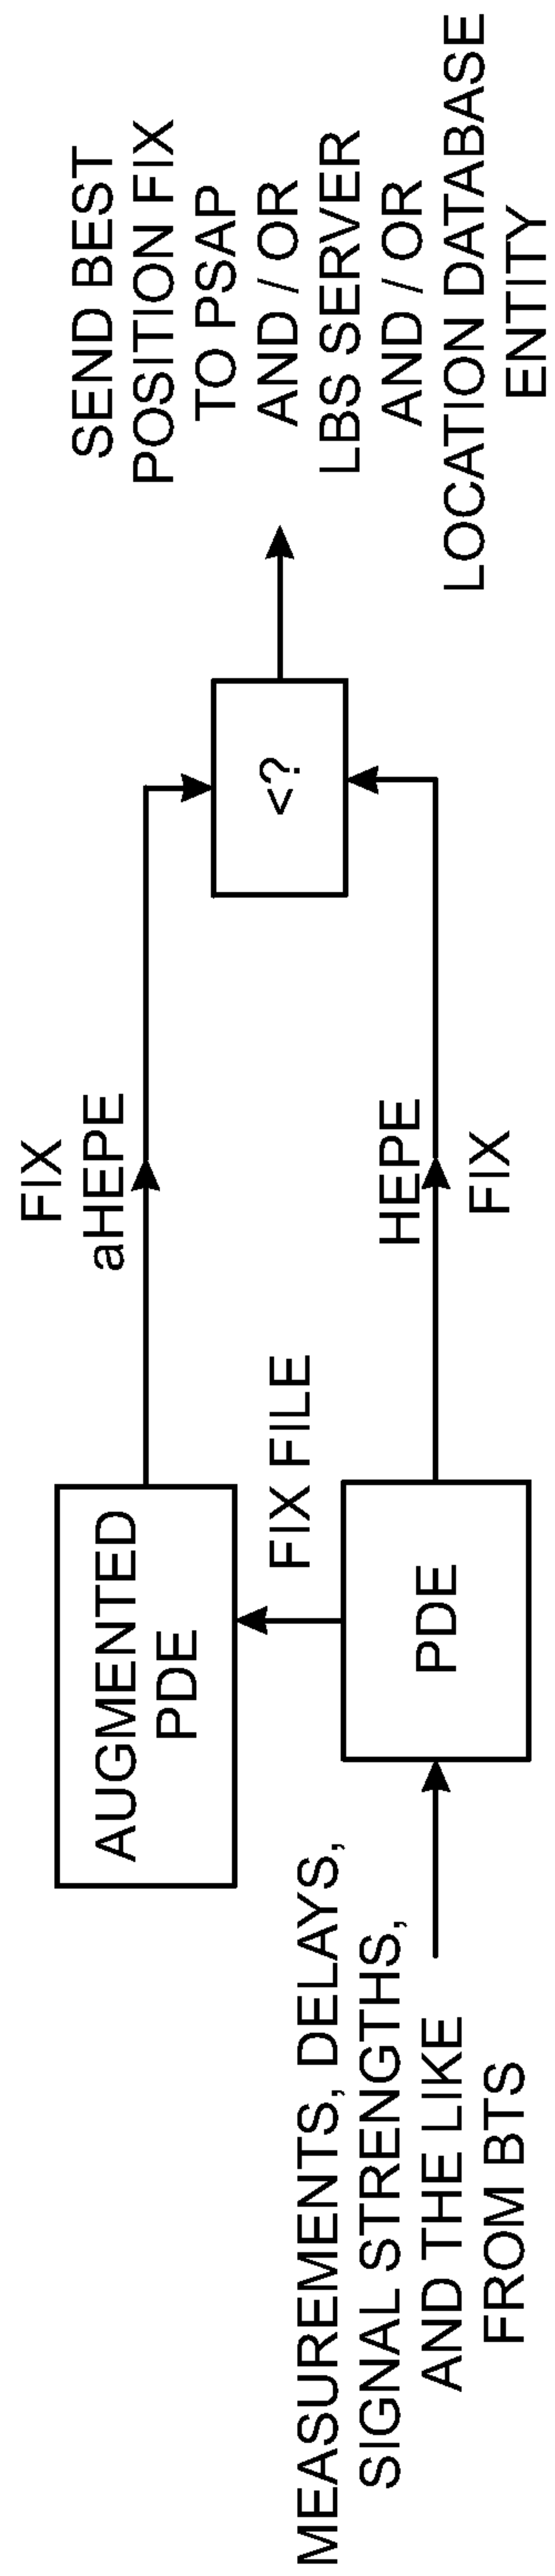 MEASUREMENTS, DELAYS,
SIGNAL STRENGTHS,
AND THE LIKE
FROM BTS
AUGMENTED
PDE
FIX FILE
PDE
FIX
aHEPE
HEPE
FIX
<?
SEND BEST
POSITION FIX
TO PSAP
AND / OR
LBS SERVER
AND / OR
LOCATION DATABASE
ENTITY